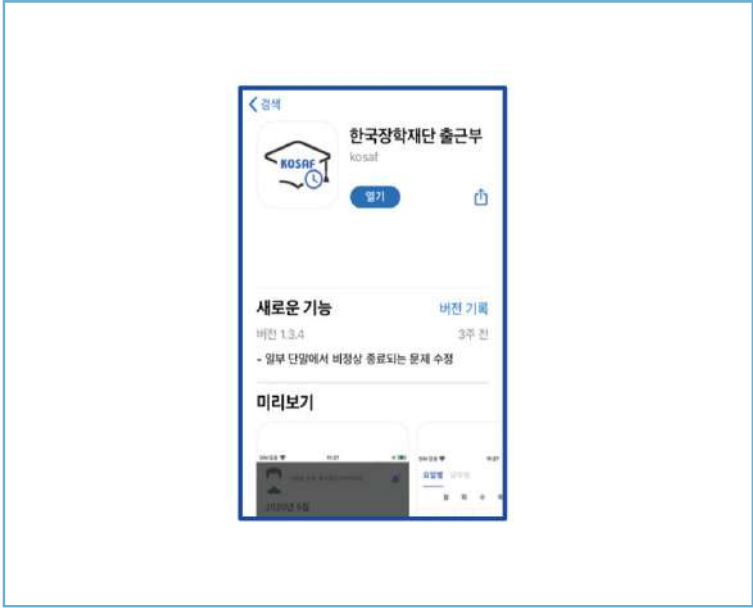 검색
한국장학재단 출근부
kosaf
KOSAF
열기
새로운 기능
버전 기록
버전 1.3.4
3주 전
- 일부 단말에서 비정상 종료되는 문제 수정
미리보기
요일별
2020년